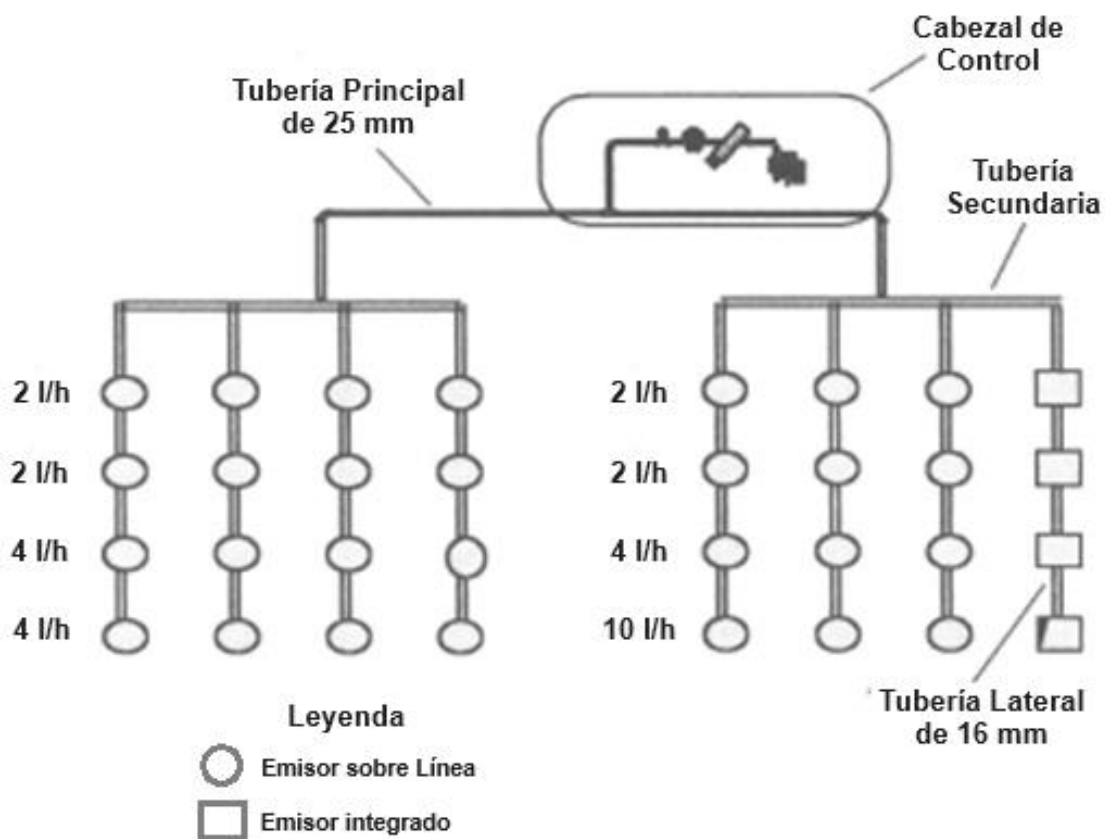 Cabezal de
Control
Tubería Principal
de 25 mm
Tubería
Secundaria
2 l/h
2 l/h
4 l/h
4 l/h
2 l/h
2 l/h
4 l/h
10 l/h
Tubería Lateral
de 16 mm
Leyenda
Emisor sobre Línea
Emisor integrado